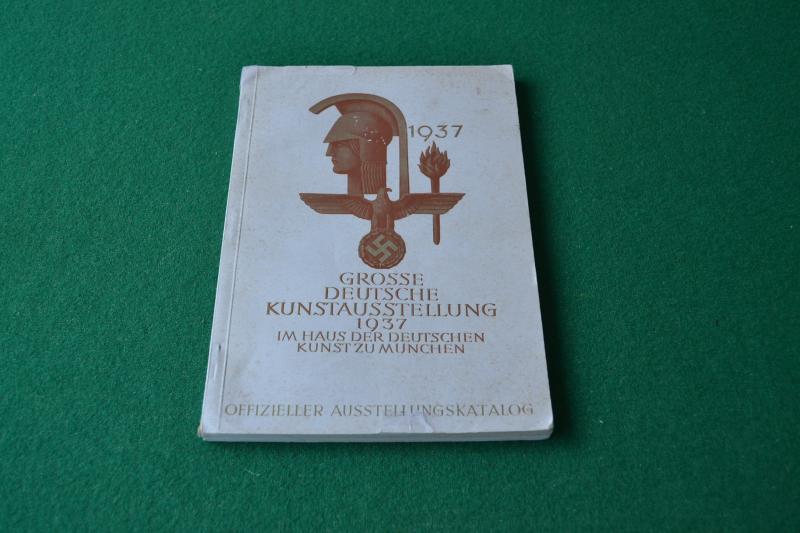 1937
GROSSE
DEUTSCHE
KUNSTAUSSTELLUNG
1937
IM HAUS DER DEUTSCHEN
KUNST ZU MÜNCHEN
OFFIZIELLER AUSSTELLUNGSKATALOG